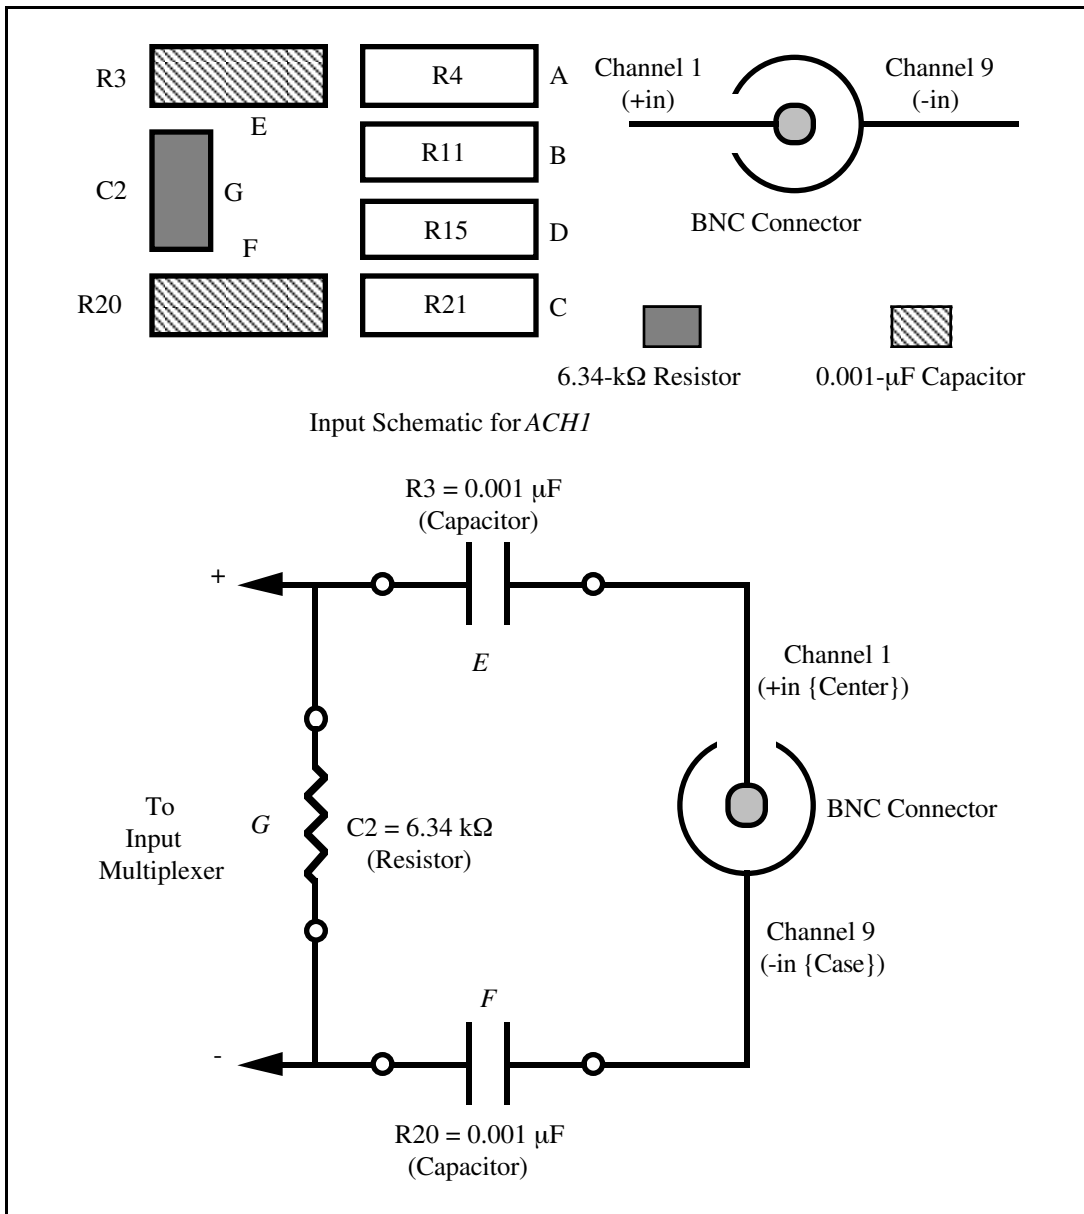 R3
R4
A
E
C2
G
R11
B
F
R15
D
R20
R21
C
Channel 1
(+in)
Channel 9
(-in)
BNC Connector
6.34-kΩ Resistor
0.001-µF Capacitor
Input Schematic for ACH1
R3 = 0.001 µF
(Capacitor)
+
E
Channel 1
(+in {Center})
To
Input
Multiplexer
G
C2 = 6.34 kΩ
(Resistor)
BNC Connector
Channel 9
(-in {Case})
F
-
R20 = 0.001 µF
(Capacitor)